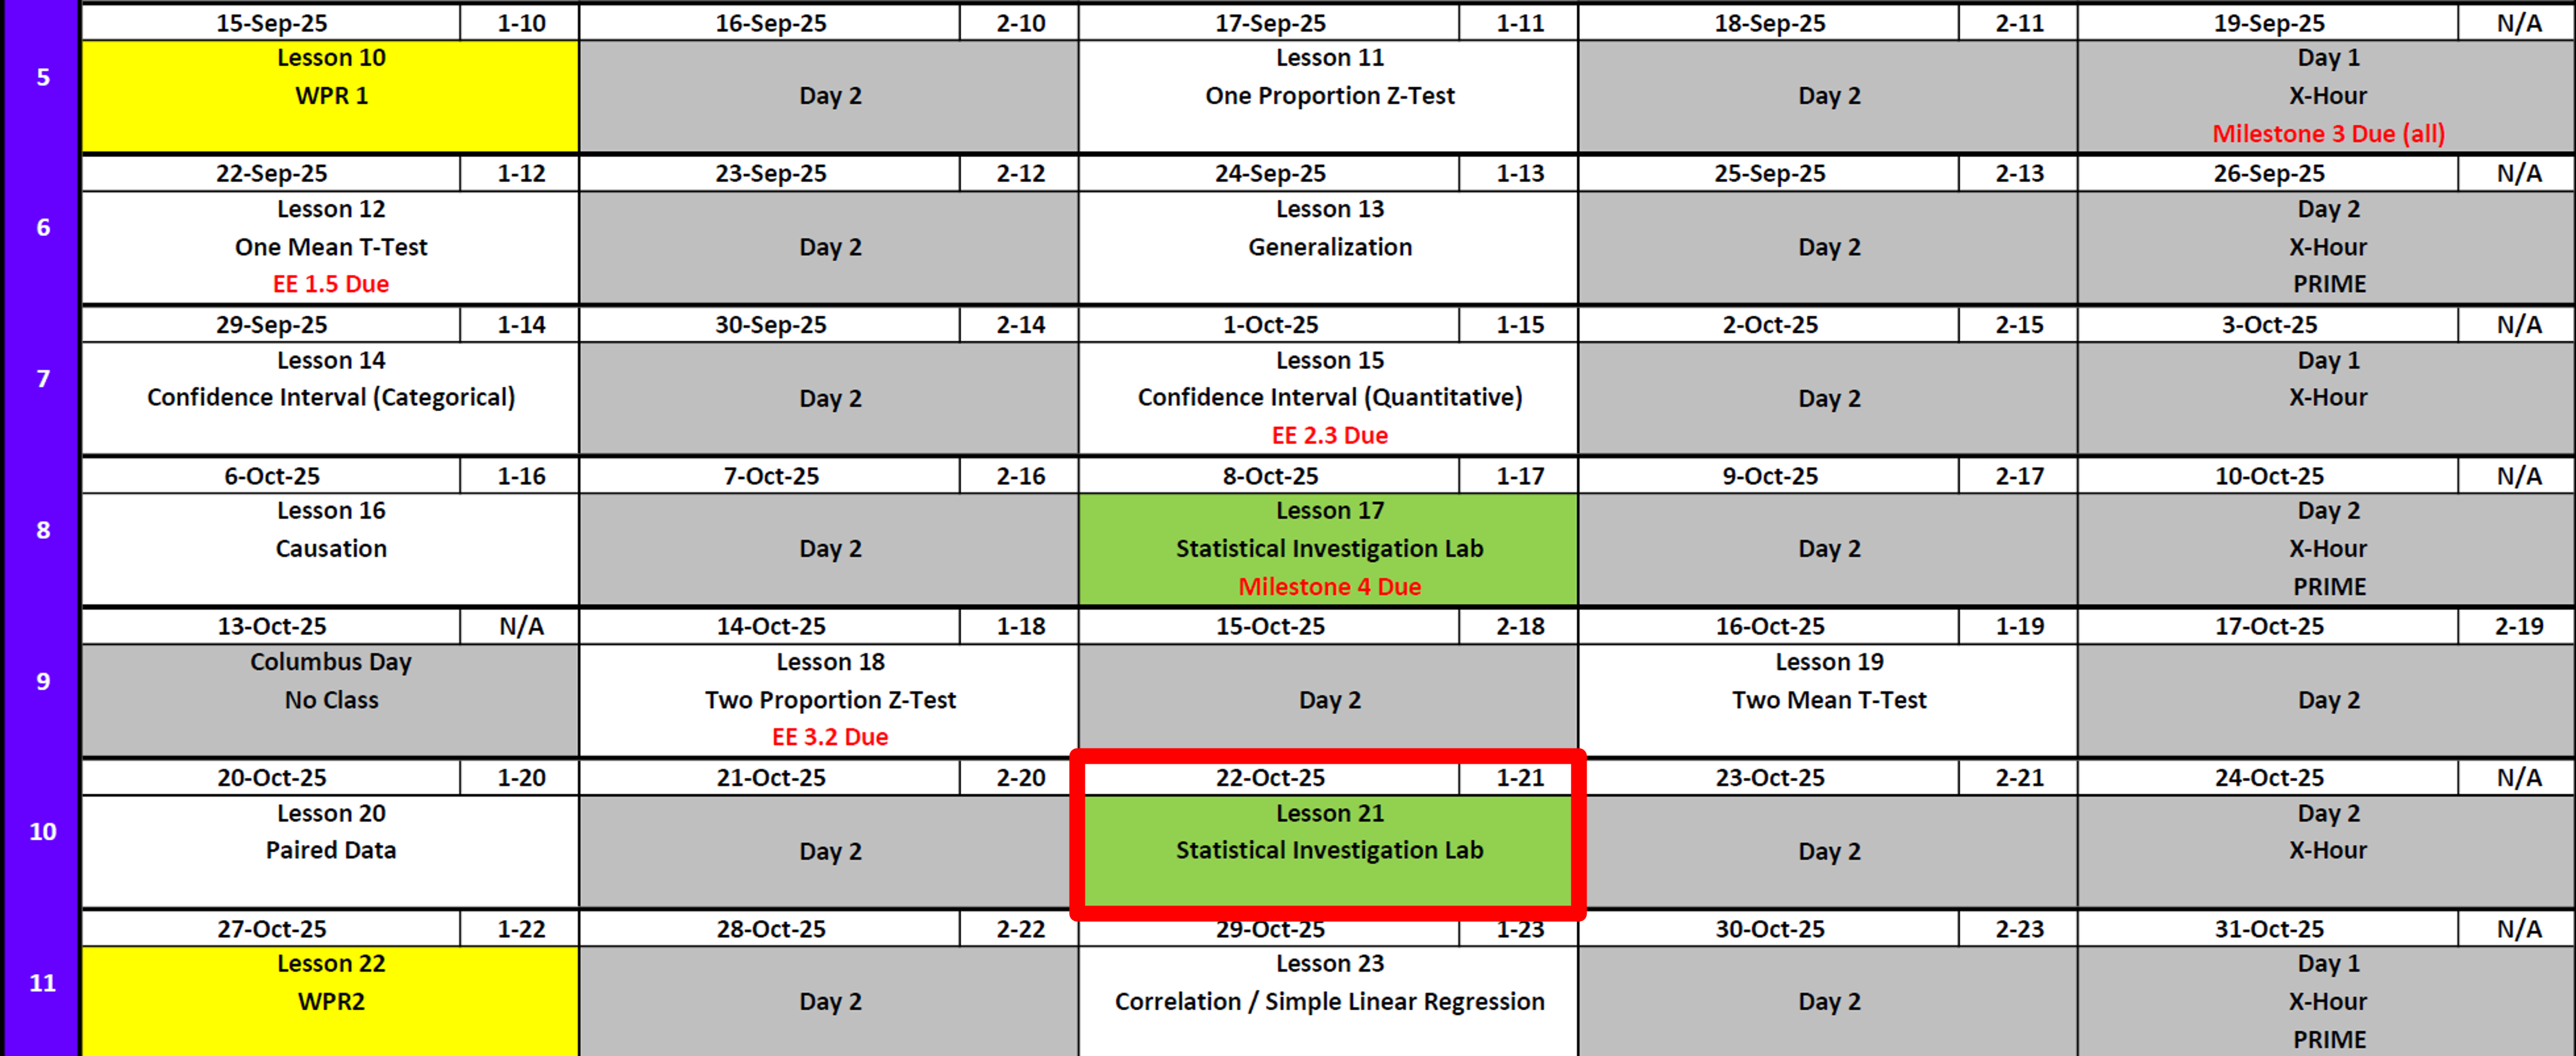 15-Sep-25 1-10 16-Sep-25 2-10 17-Sep-25 1-11 18-Sep-25 2-11 19-Sep-25 N/A
5
Lesson 10
WPR 1
Day 2
Lesson 11
One Proportion Z-Test
Day 2
Day 1
X-Hour
Milestone 3 Due (all)
22-Sep-25 1-12 23-Sep-25 2-12 24-Sep-25 1-13 25-Sep-25 2-13 26-Sep-25 N/A
6
Lesson 12
One Mean T-Test
EE 1.5 Due
Day 2
Lesson 13
Generalization
Day 2
Day 2
X-Hour
PRIME
29-Sep-25 1-14 30-Sep-25 2-14 1-Oct-25 1-15 2-Oct-25 2-15 3-Oct-25 N/A
7
Lesson 14
Confidence Interval (Categorical)
Day 2
Lesson 15
Confidence Interval (Quantitative)
EE 2.3 Due
Day 2
Day 1
X-Hour
6-Oct-25 1-16 7-Oct-25 2-16 8-Oct-25 1-17 9-Oct-25 2-17 10-Oct-25 N/A
8
Lesson 16
Causation
Day 2
Lesson 17
Statistical Investigation Lab
Milestone 4 Due
Day 2
Day 2
X-Hour
PRIME
13-Oct-25 N/A 14-Oct-25 1-18 15-Oct-25 2-18 16-Oct-25 1-19 17-Oct-25 2-19
9
Columbus Day
No Class
Lesson 18
Two Proportion Z-Test
EE 3.2 Due
Day 2
Lesson 19
Two Mean T-Test
Day 2
20-Oct-25 1-20 21-Oct-25 2-20 22-Oct-25 1-21 23-Oct-25 2-21 24-Oct-25 N/A
10
Lesson 20
Paired Data
Day 2
Lesson 21
Statistical Investigation Lab
Day 2
Day 2
X-Hour
27-Oct-25 1-22 28-Oct-25 2-22 29-Oct-25 1-23 30-Oct-25 2-23 31-Oct-25 N/A
11
Lesson 22
WPR2
Day 2
Lesson 23
Correlation / Simple Linear Regression
Day 2
Day 1
X-Hour
PRIME